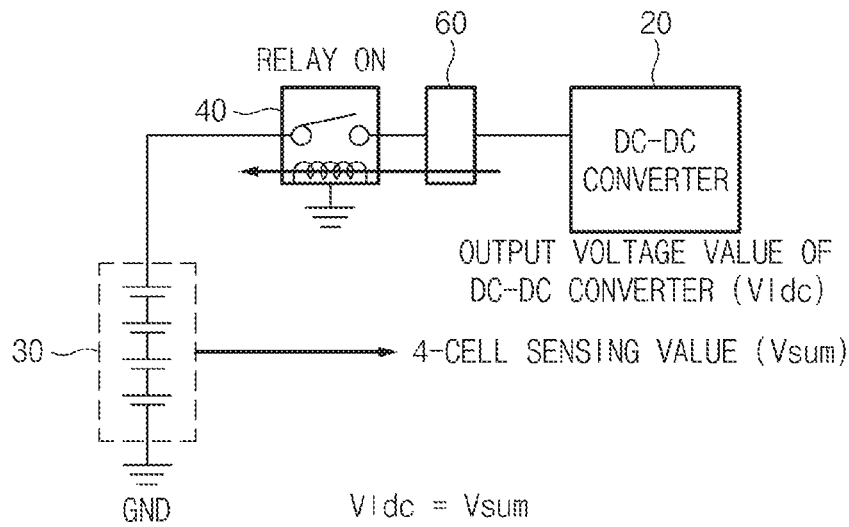 60
20
RELAY ON
40
DC-DC
CONVERTER
OUTPUT VOLTAGE VALUE OF
DC-DC CONVERTER (Vldc)
30
4-CELL SENSING VALUE (Vsum)
GND
Vldc = Vsum